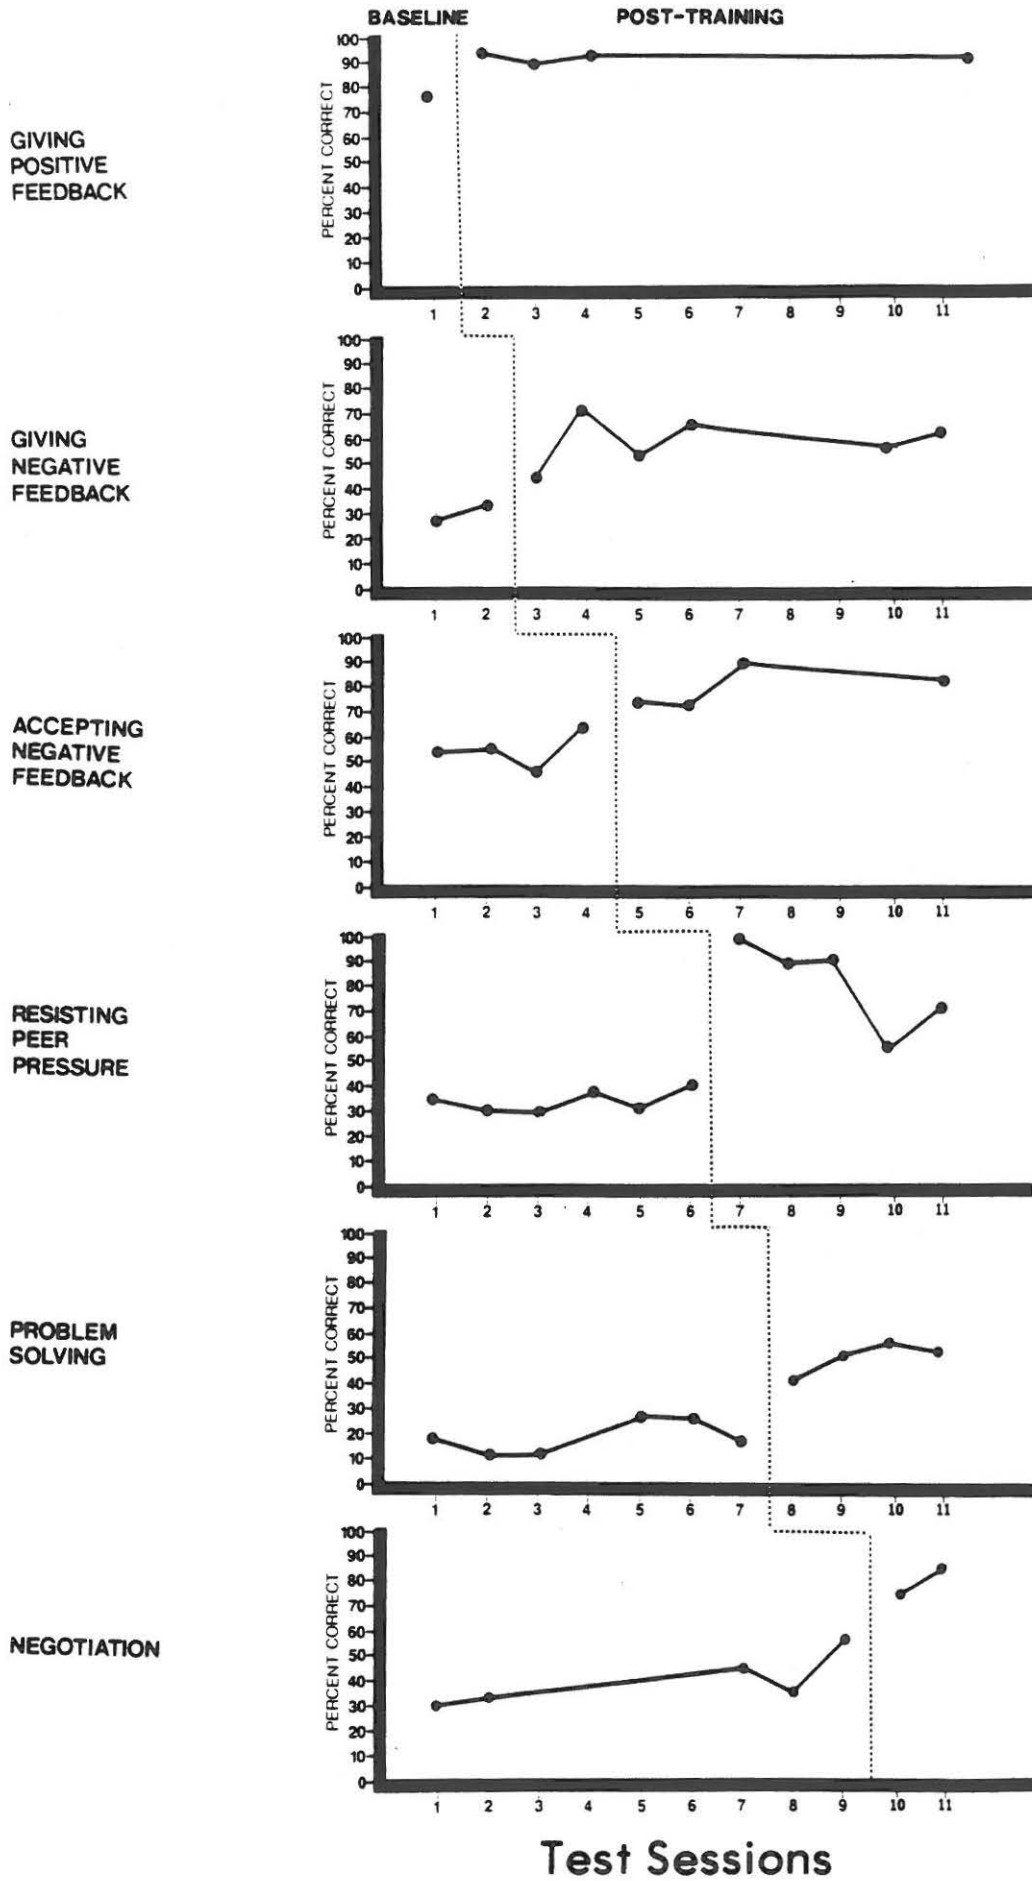 BASELINE POST-TRAINING
GIVING
POSITIVE
FEEDBACK
PERCENT CORRECT
100
90
80
70
60
50
40
30
20
10
0
1 2 3 4 5 6 7 8 9 10 11
GIVING
NEGATIVE
FEEDBACK
PERCENT CORRECT
100
90
80
70
60
50
40
30
20
10
0
1 2 3 4 5 6 7 8 9 10 11
ACCEPTING
NEGATIVE
FEEDBACK
PERCENT CORRECT
100
90
80
70
60
50
40
30
20
10
0
1 2 3 4 5 6 7 8 9 10 11
RESISTING
PEER
PRESSURE
PERCENT CORRECT
100
90
80
70
60
50
40
30
20
10
0
1 2 3 4 5 6 7 8 9 10 11
PROBLEM
SOLVING
PERCENT CORRECT
100
90
80
70
60
50
40
30
20
10
0
1 2 3 4 5 6 7 8 9 10 11
NEGOTIATION
PERCENT CORRECT
100
90
80
70
60
50
40
30
20
10
0
1 2 3 4 5 6 7 8 9 10 11
Test Sessions